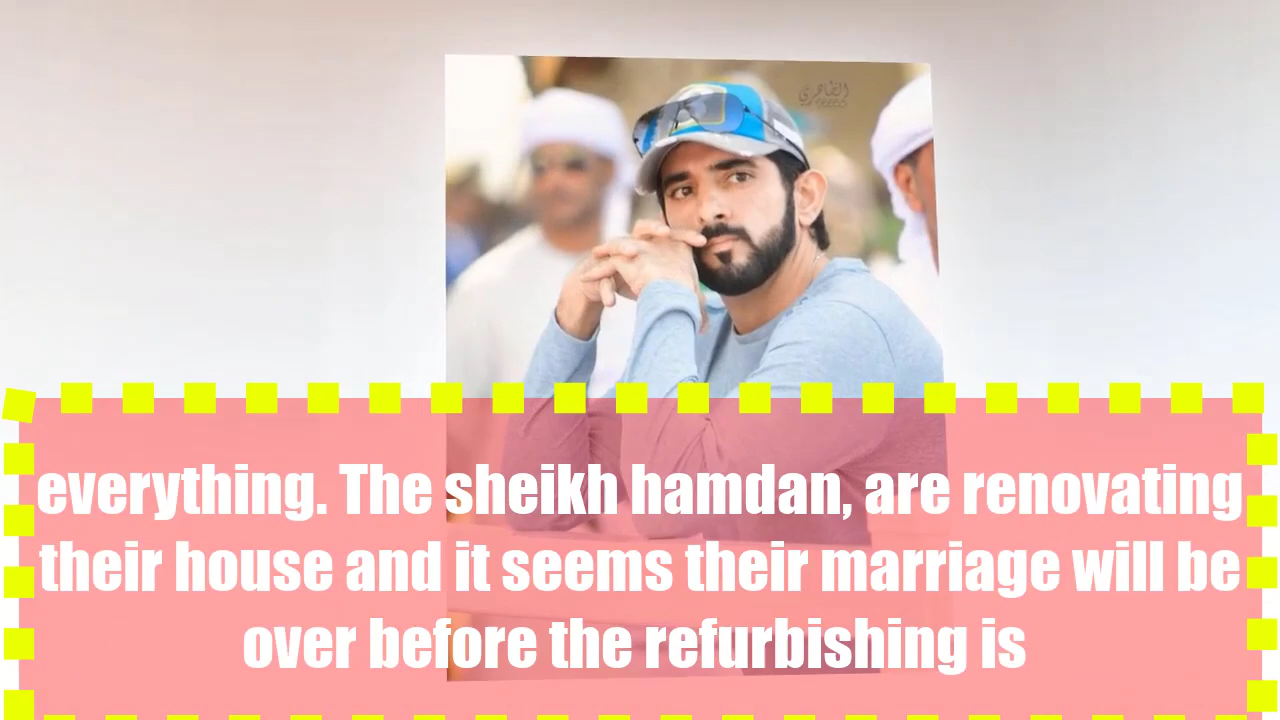 الظاهري
everything. The sheikh hamdan, are renovating
their house and it seems their marriage will be
over before the refurbishing is